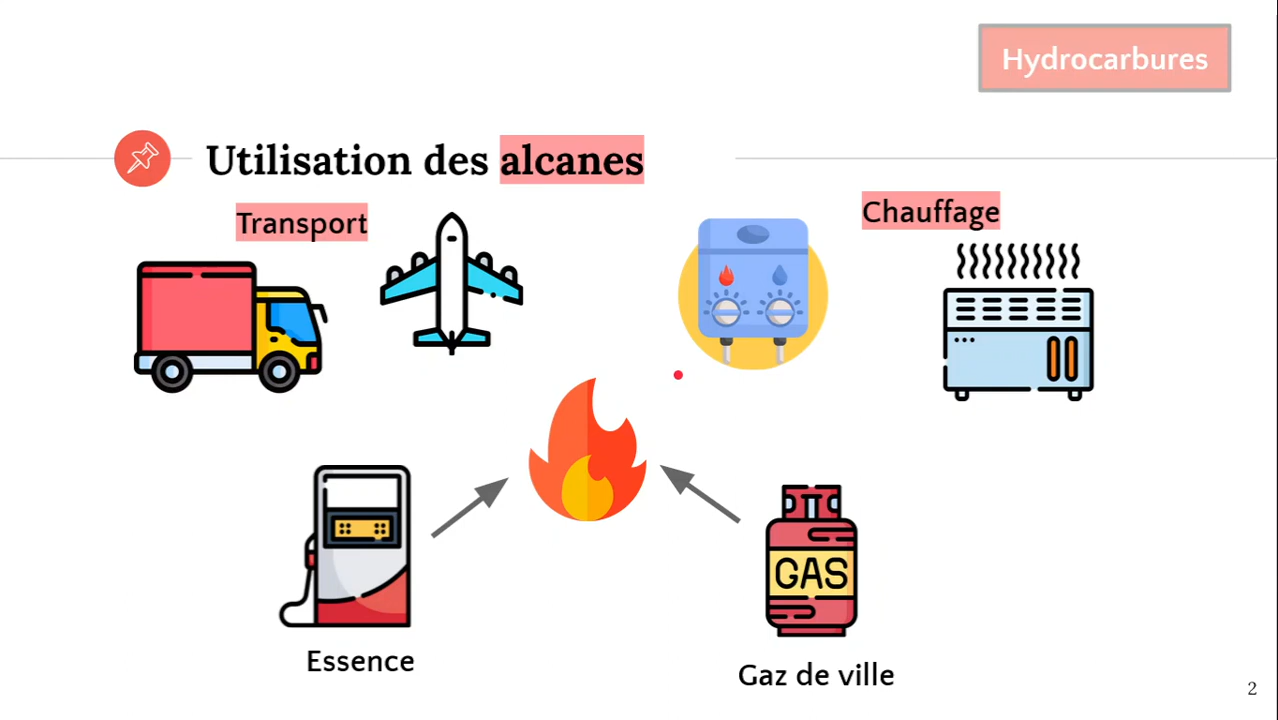 Hydrocarbures
Utilisation des alcanes
Transport
Chauffage
GAS
Essence
Gaz de ville
2